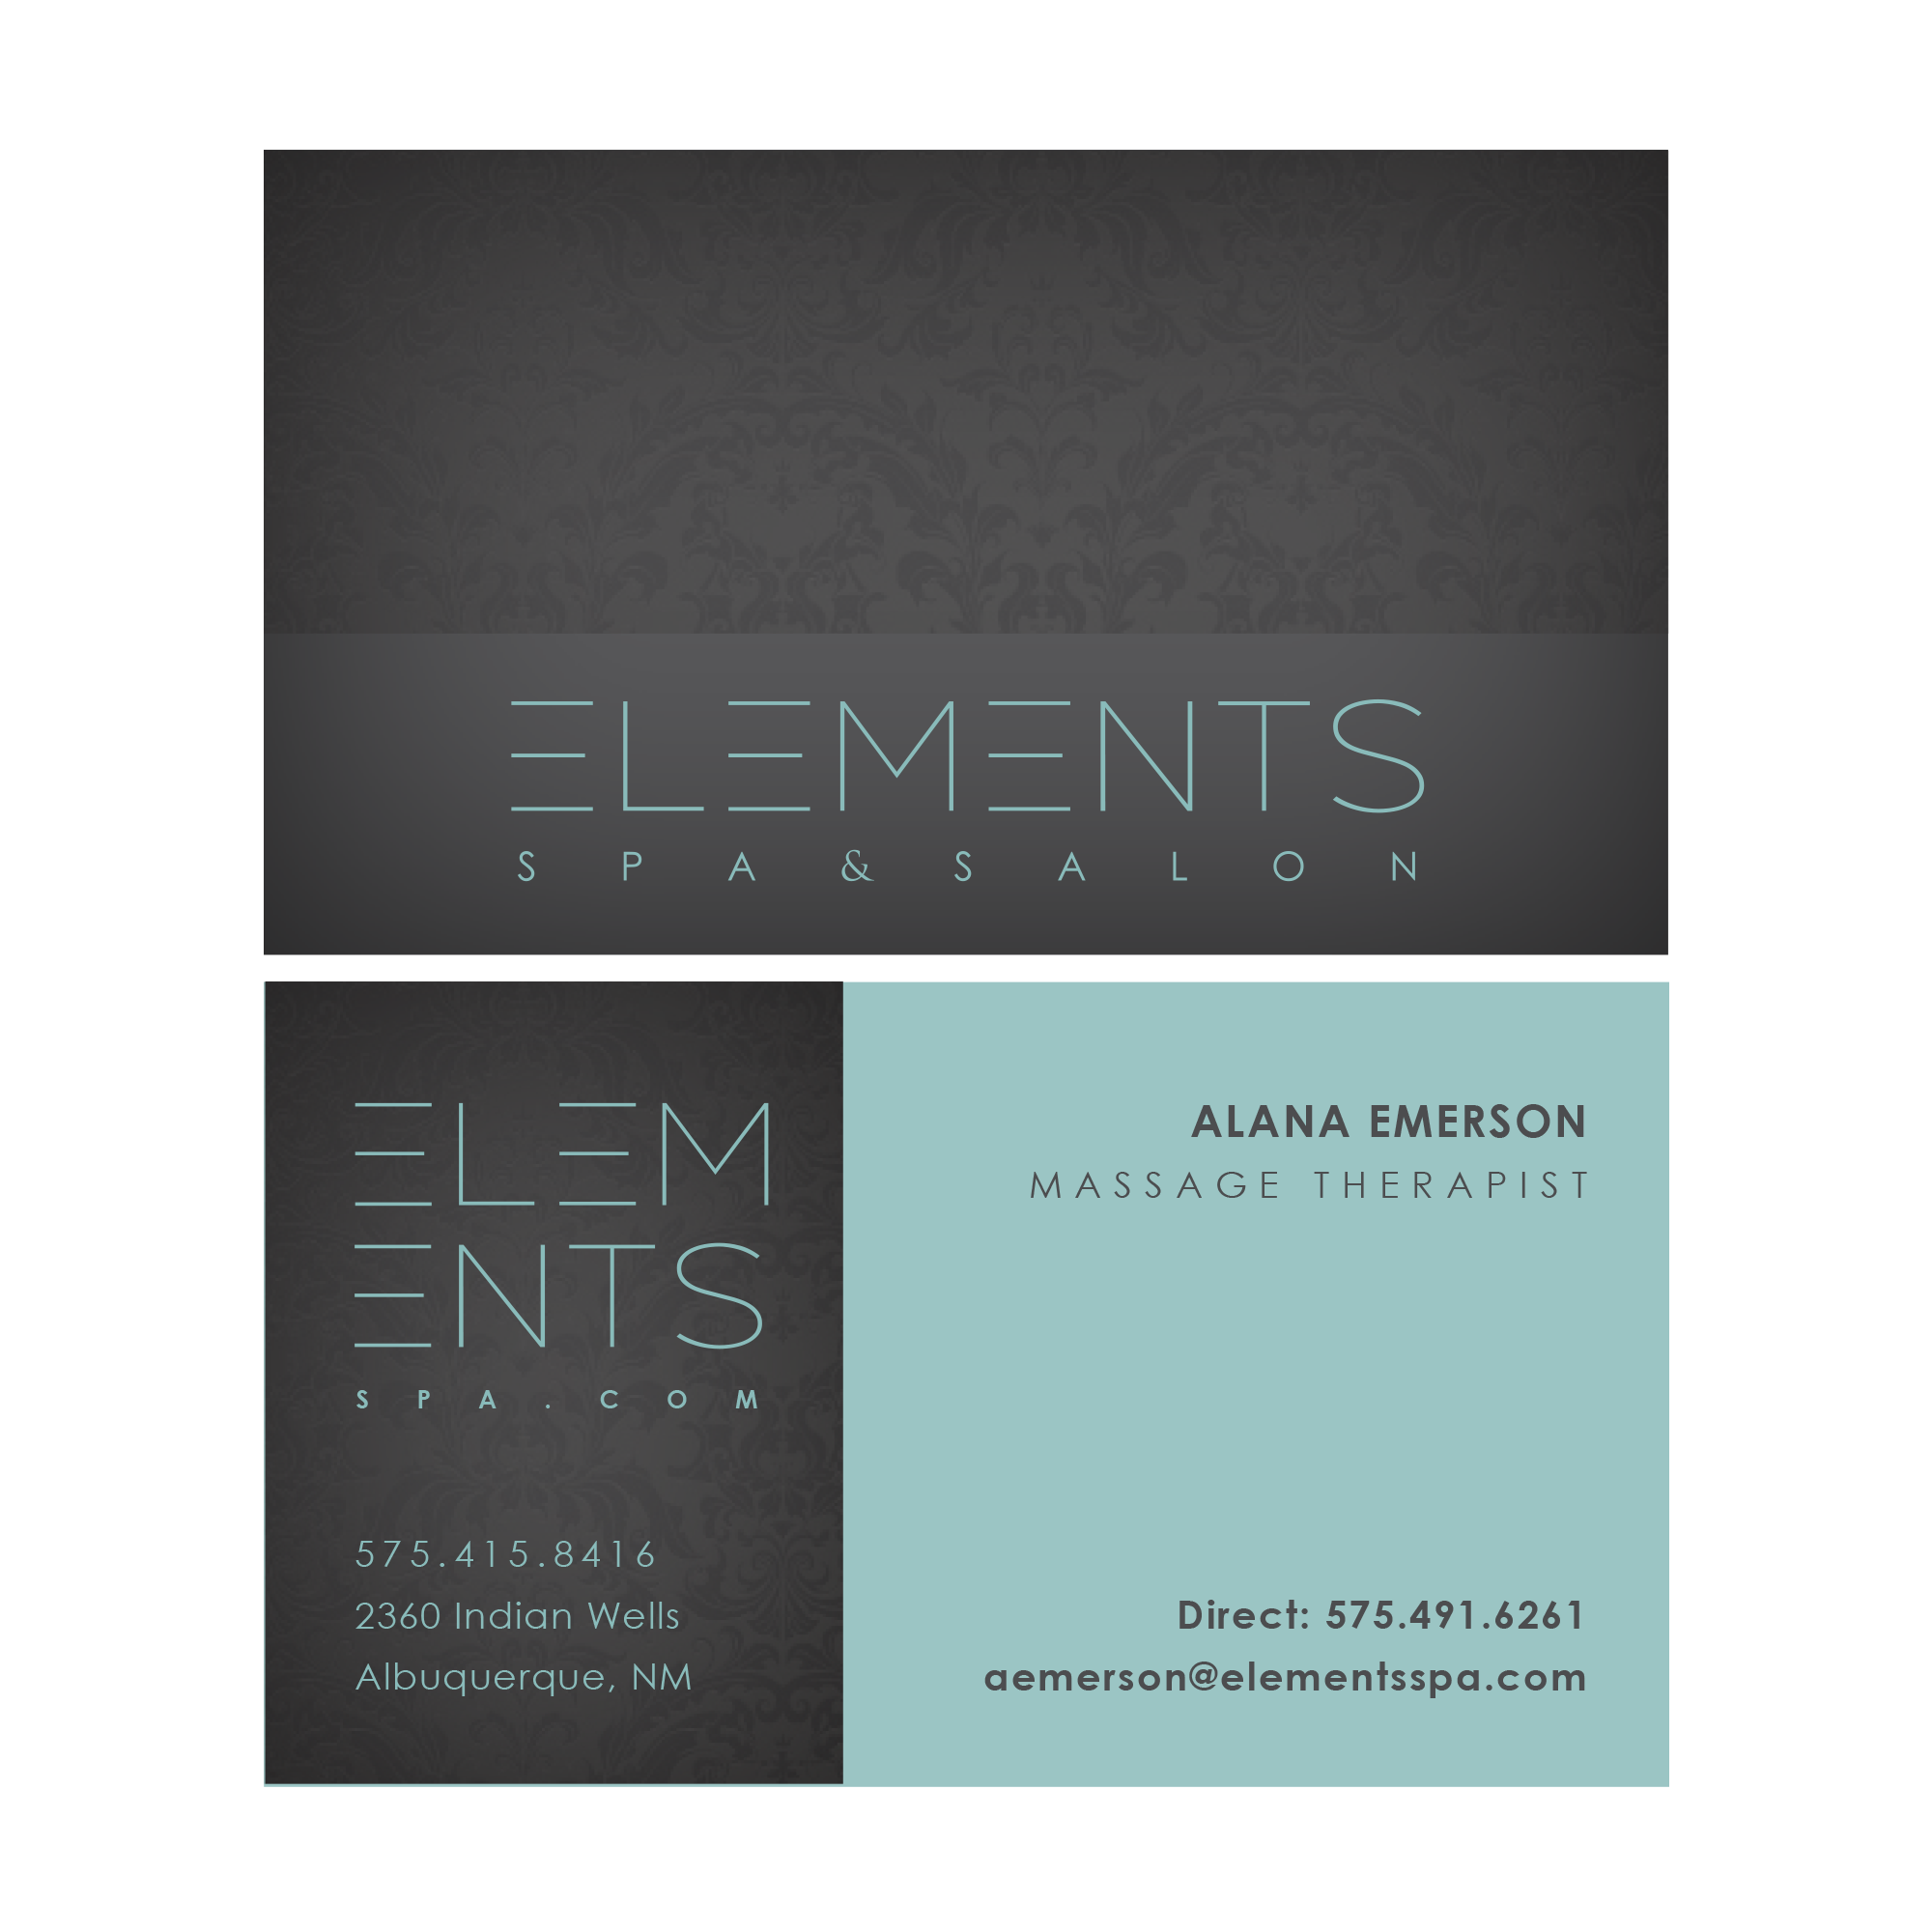 ELEMENTS
SPA&SALON
ELEM
ENTS
SPA.COM
575.415.8416
2360 Indian Wells
Albuquerque, NM
ALANA EMERSON
MASSAGE THERAPIST
Direct: 575.491.6261
aemerson@elementsspa.com